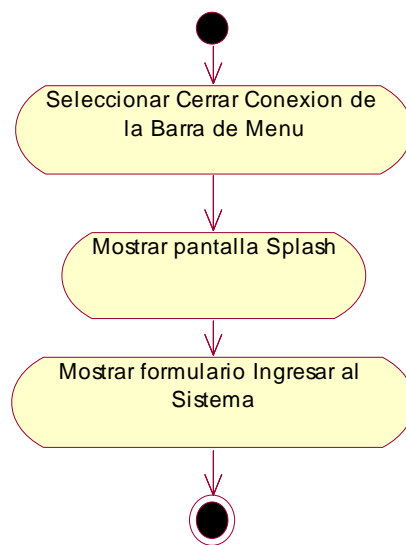 Seleccionar Cerrar Conexion de
la Barra de Menu
Mostrar pantalla Splash
Mostrar formulario Ingresar al
Sistema